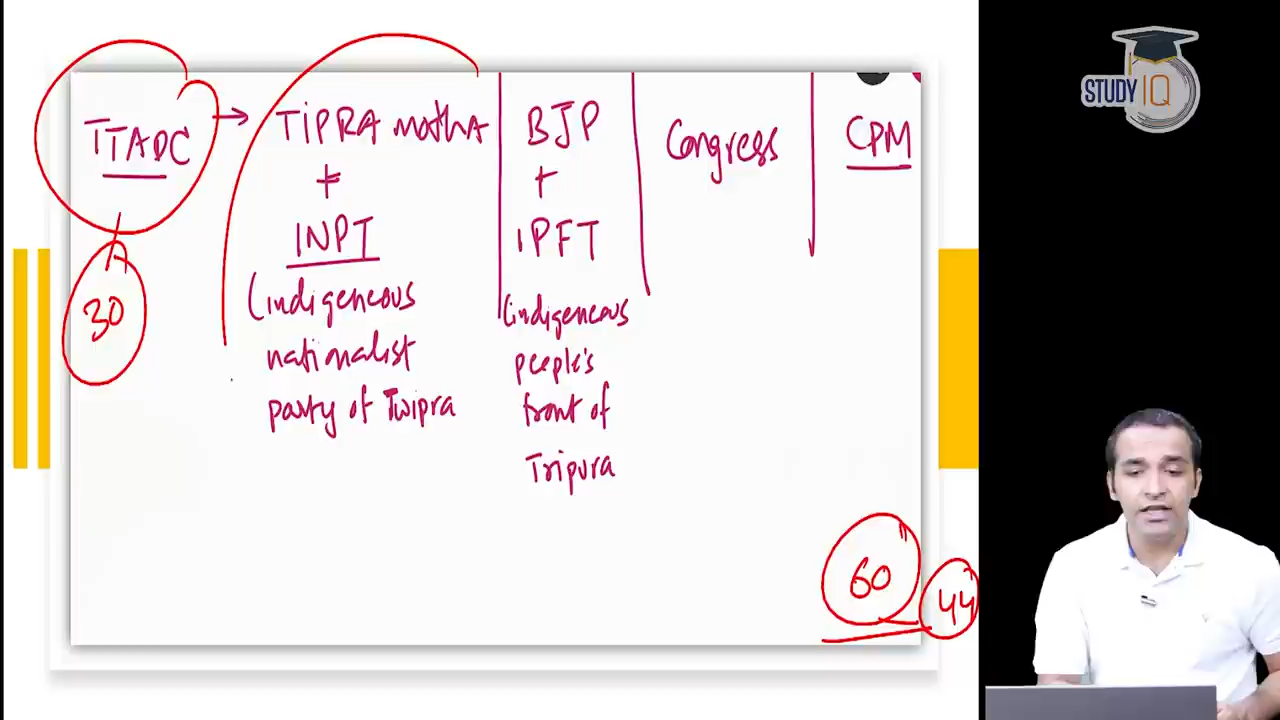 TTADC → TIPRA motha BJP Congress CPM
+ +
INPT IPFT
(indigeneous (indigeneous
nationalist people's
party of Twipra front of
Tripura
30
60
44
STUDY IQ